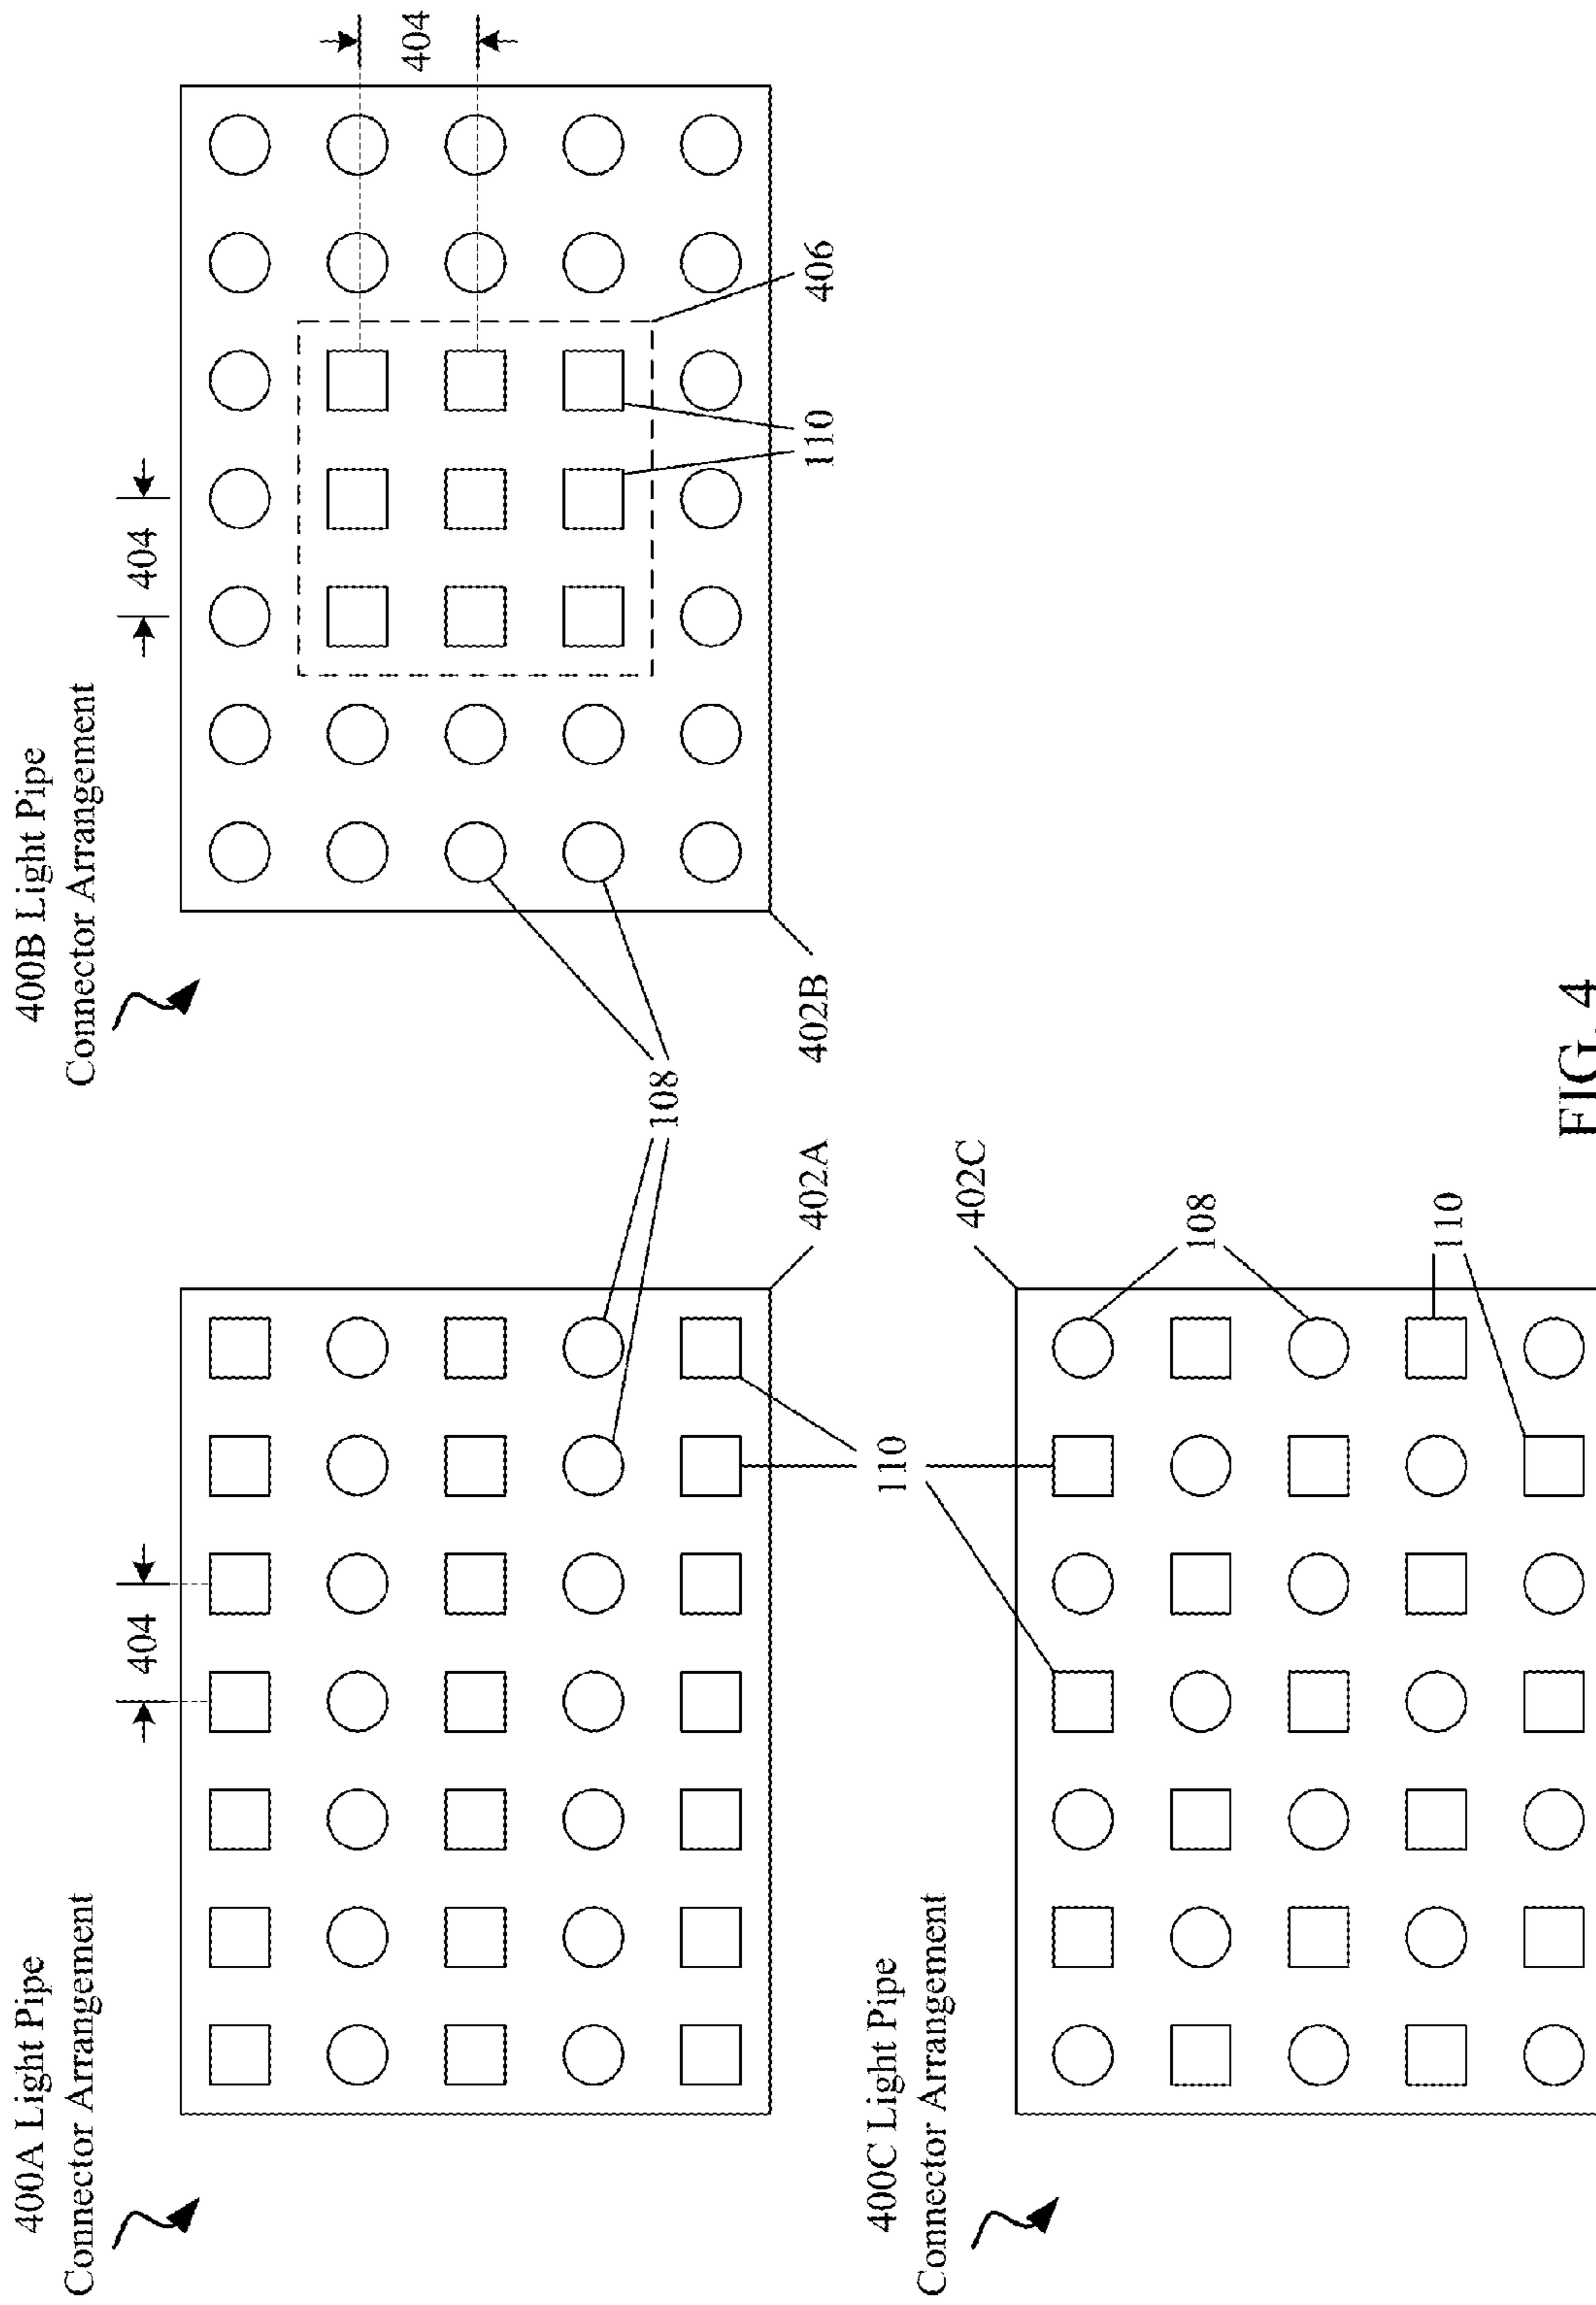 400A Light Pipe
Connector Arrangement
404
108
110
402A
400B Light Pipe
Connector Arrangement
404
404
406
110
402B
400C Light Pipe
Connector Arrangement
402C
108
110
FIG. 4